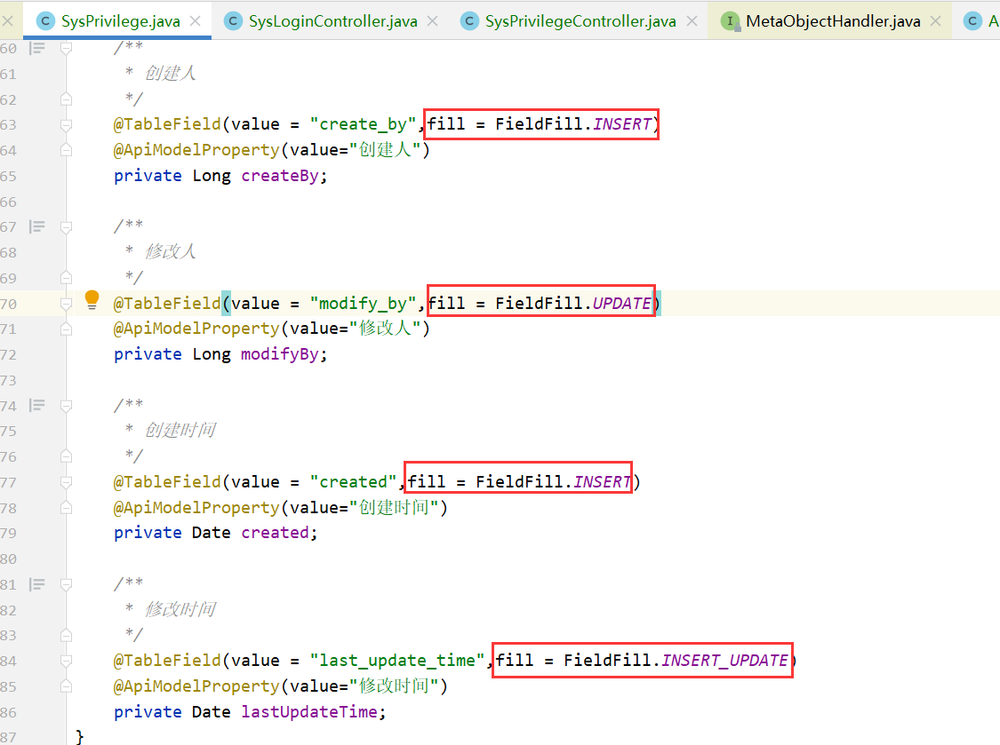 SysPrivilege.java SysLoginController.java SysPrivilegeController.java MetaObjectHandler.java A
60 /**
61 * 创建人
62 */
63 @TableField(value = "create_by",fill = FieldFill.INSERT)
64 @ApiModelProperty(value="创建人")
65 private Long createBy;
66
67 /**
68 * 修改人
69 */
70 @TableField(value = "modify_by",fill = FieldFill.UPDATE)
71 @ApiModelProperty(value="修改人")
72 private Long modifyBy;
73
74 /**
75 * 创建时间
76 */
77 @TableField(value = "created",fill = FieldFill.INSERT)
78 @ApiModelProperty(value="创建时间")
79 private Date created;
80
81 /**
82 * 修改时间
83 */
84 @TableField(value = "last_update_time",fill = FieldFill.INSERT_UPDATE)
85 @ApiModelProperty(value="修改时间")
86 private Date lastUpdateTime;
87 }